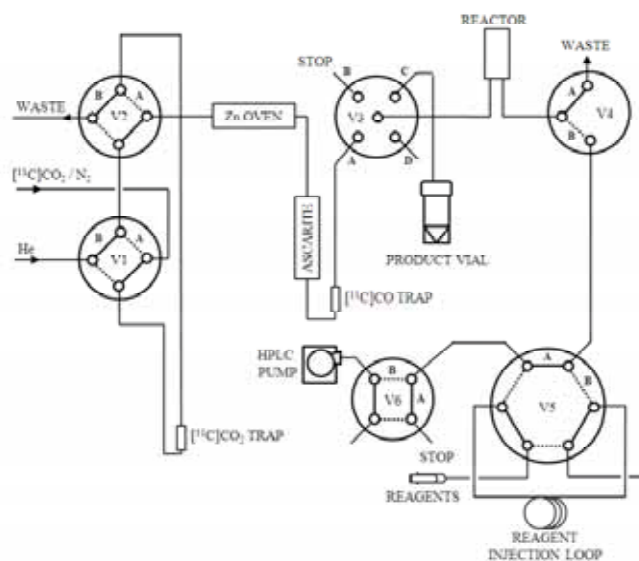 REACTOR
WASTE
STOP
B
C
A
V4
B
V3
A
D
B
A
V2
WASTE
Zn OVEN
[¹¹C]CO₂ / N₂
B
A
V1
He
ASCARITE
PRODUCT VIAL
[¹¹C]CO TRAP
HPLC
PUMP
B
A
V6
STOP
A
B
V5
[¹¹C]CO₂ TRAP
REAGENTS
REAGENT
INJECTION LOOP